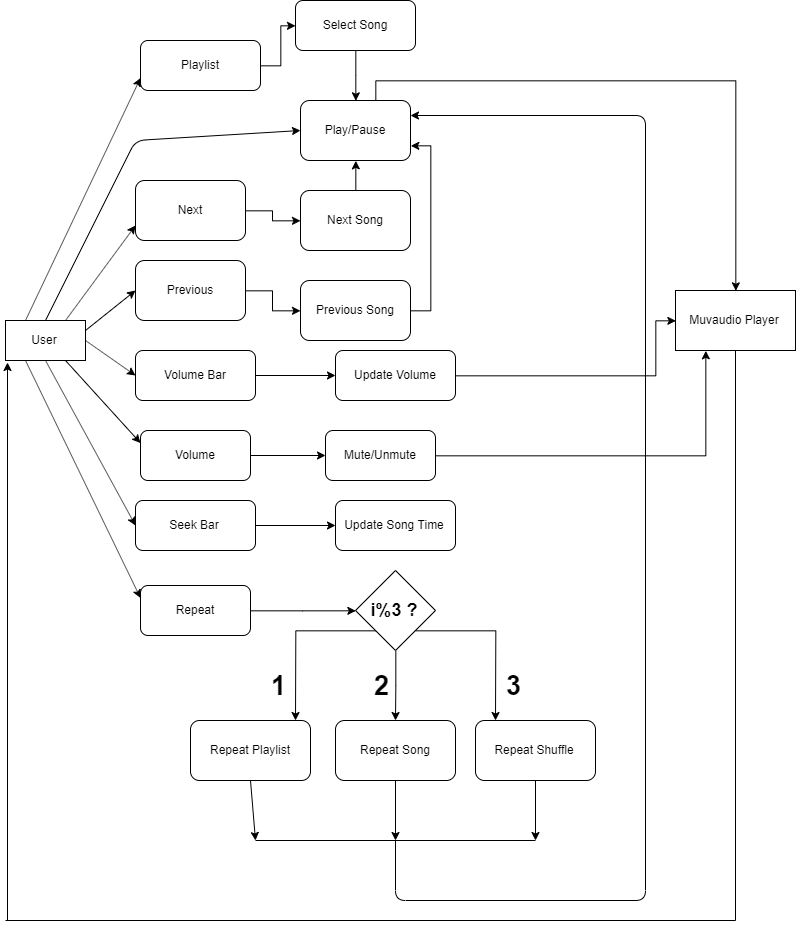 Select Song
Playlist
Play/Pause
Next
Next Song
Previous
Previous Song
Muvaudio Player
User
Volume Bar
Update Volume
Volume
Mute/Unmute
Seek Bar
Update Song Time
Repeat
i%3 ?
1
2
3
Repeat Playlist
Repeat Song
Repeat Shuffle